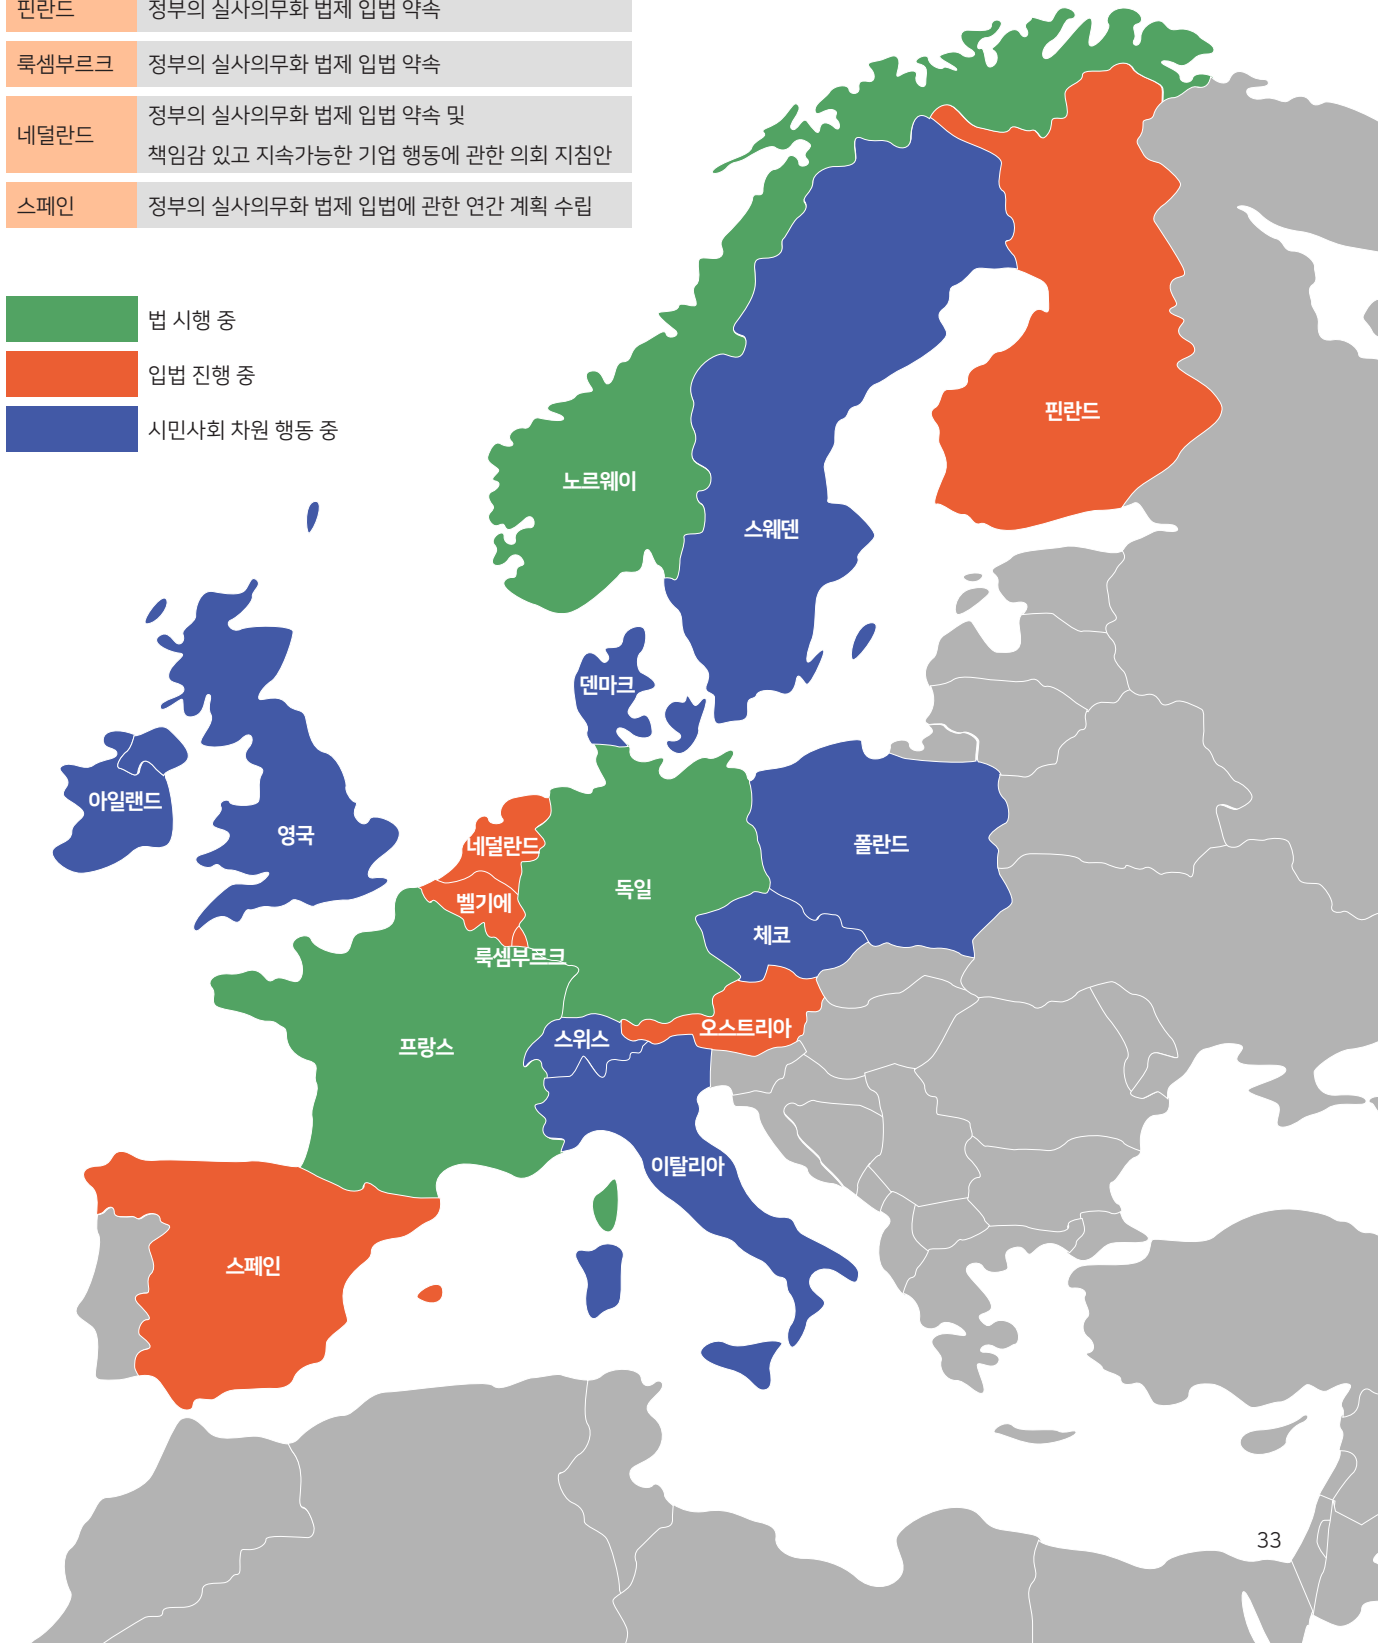 핀란드 정부의 실사의무화 법제 입법 약속
룩셈부르크 정부의 실사의무화 법제 입법 약속
네덜란드 정부의 실사의무화 법제 입법 약속 및
책임감 있고 지속가능한 기업 행동에 관한 의회 지침안
스페인 정부의 실사의무화 법제 입법에 관한 연간 계획 수립
법 시행 중
입법 진행 중
시민사회 차원 행동 중
핀란드
노르웨이
스웨덴
덴마크
아일랜드
영국
네덜란드
폴란드
독일
벨기에
체코
룩셈부르크
오스트리아
스위스
프랑스
이탈리아
스페인
33